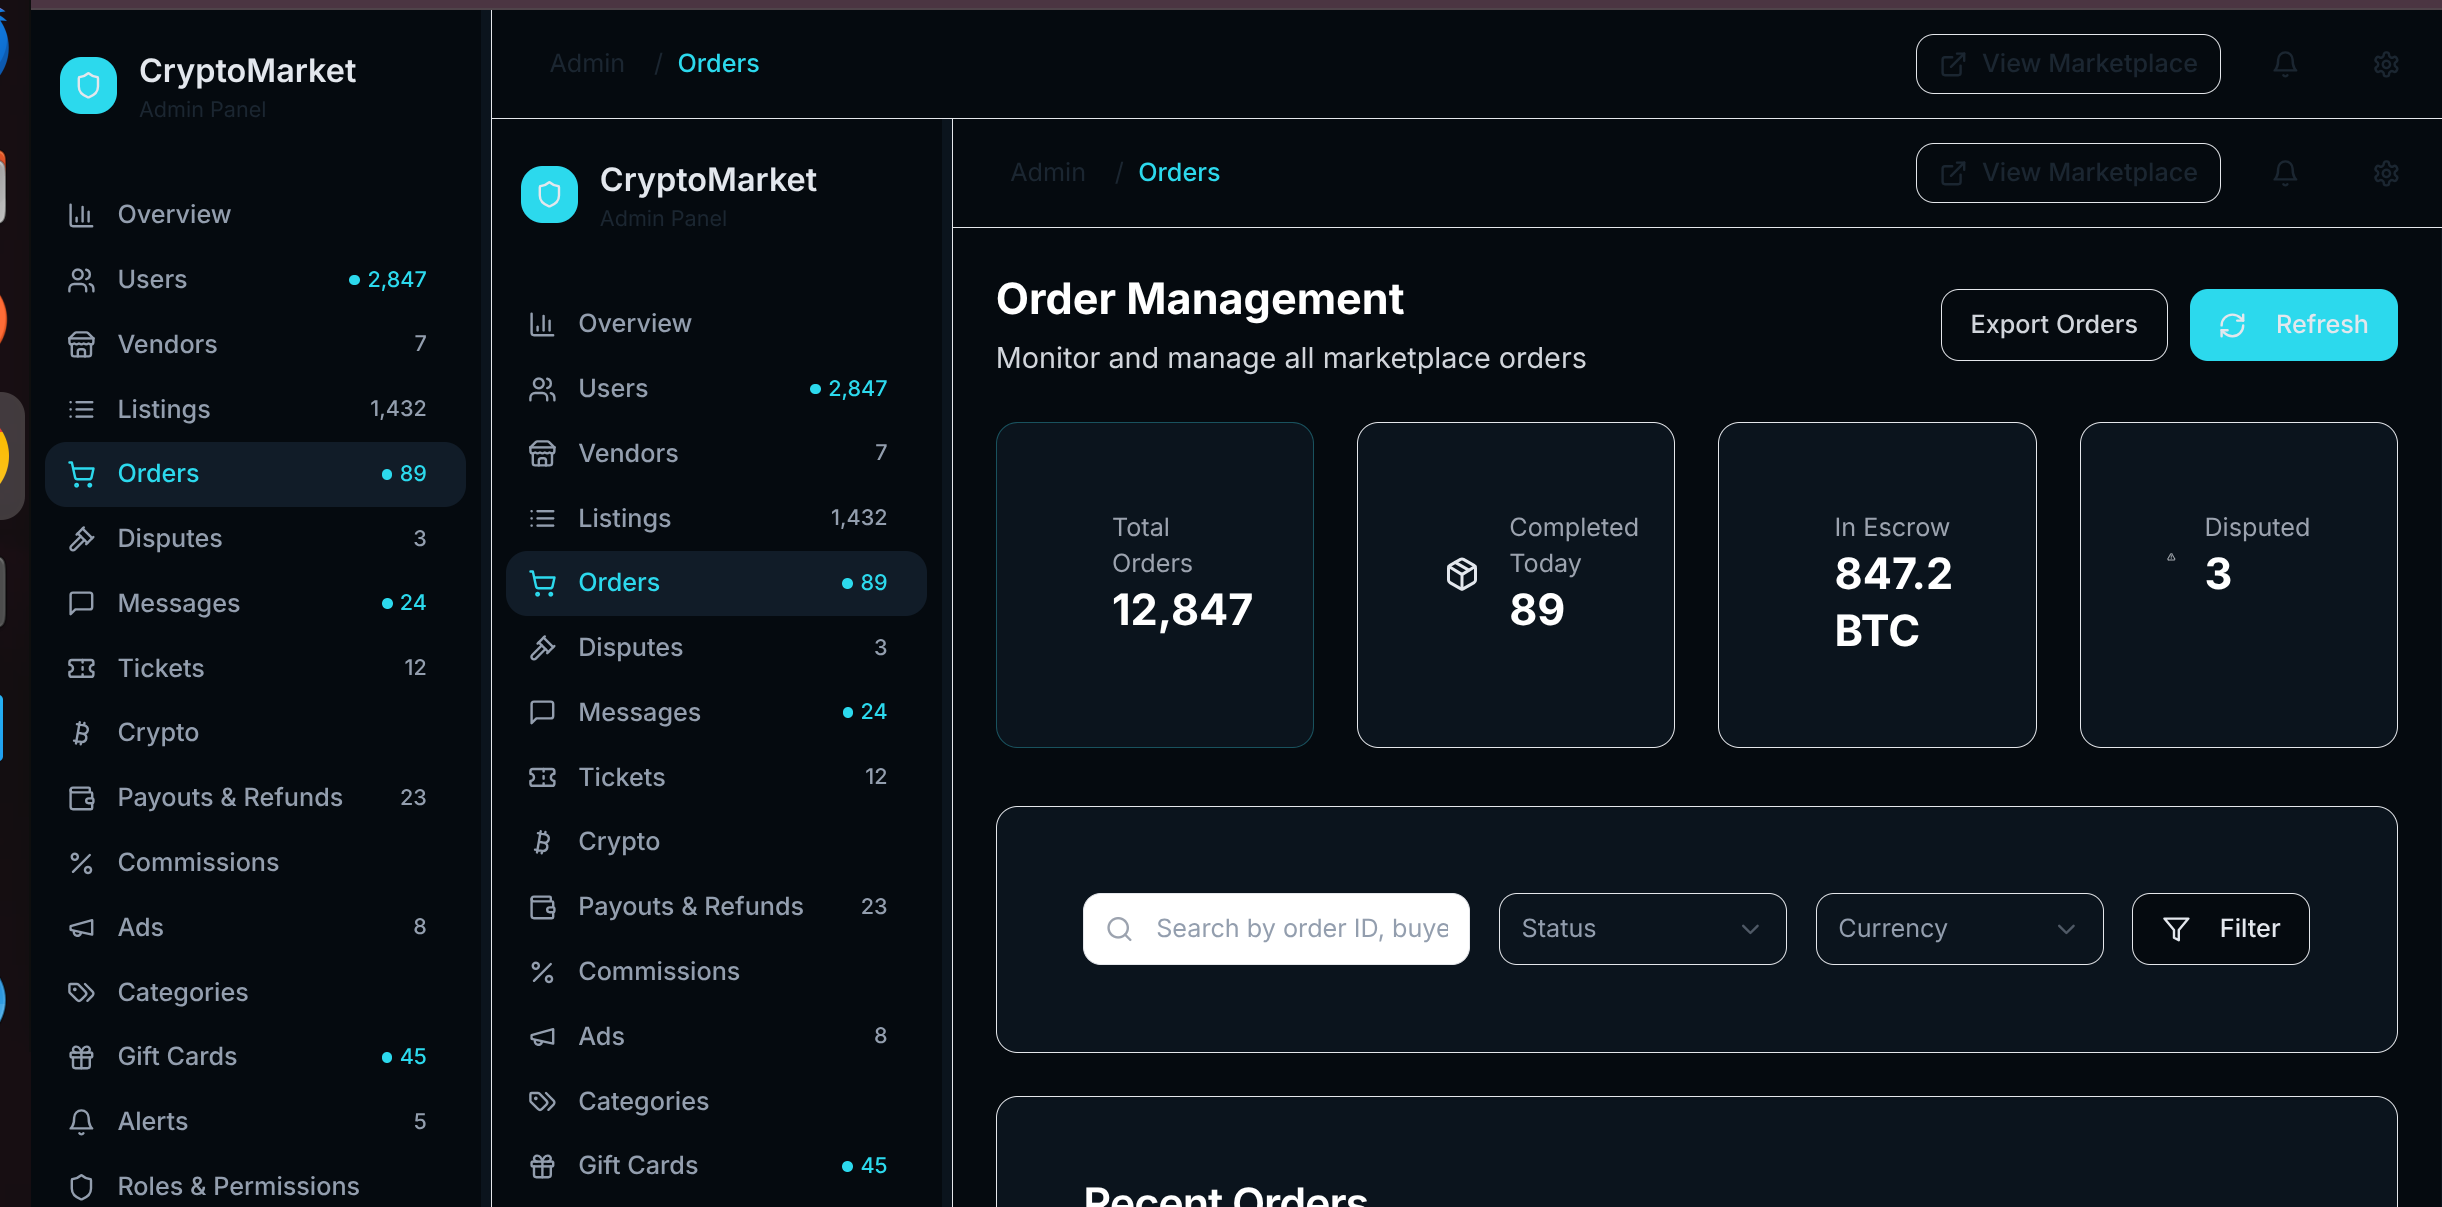 CryptoMarket
Admin Panel
Overview
Users 2,847
Vendors 7
Listings 1,432
Orders 89
Disputes 3
Messages 24
Tickets 12
Crypto
Payouts & Refunds 23
Commissions
Ads 8
Categories
Gift Cards 45
Alerts 5
Roles & Permissions
Admin / Orders
View Marketplace
CryptoMarket
Admin Panel
Overview
Users 2,847
Vendors 7
Listings 1,432
Orders 89
Disputes 3
Messages 24
Tickets 12
Crypto
Payouts & Refunds 23
Commissions
Ads 8
Categories
Gift Cards 45
Admin / Orders
View Marketplace
Order Management
Monitor and manage all marketplace orders
Export Orders
Refresh
Total
Orders
12,847
Completed
Today
89
In Escrow
847.2
BTC
Disputed
3
Search by order ID, buye
Status
Currency
Filter
Recent Orders